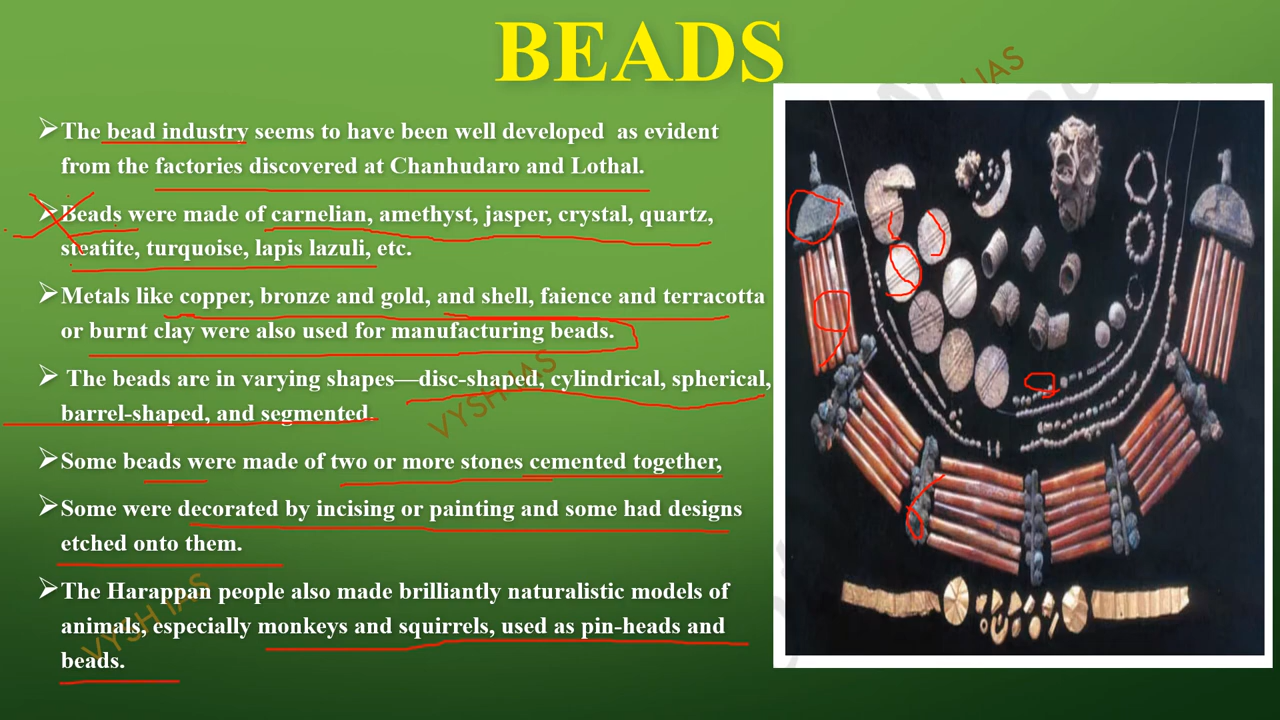 BEADS
The bead industry seems to have been well developed as evident
from the factories discovered at Chanhudaro and Lothal.
Beads were made of carnelian, amethyst, jasper, crystal, quartz,
steatite, turquoise, lapis lazuli, etc.
Metals like copper, bronze and gold, and shell, faience and terracotta
or burnt clay were also used for manufacturing beads.
The beads are in varying shapes—disc-shaped, cylindrical, spherical,
barrel-shaped, and segmented.
Some beads were made of two or more stones cemented together,
Some were decorated by incising or painting and some had designs
etched onto them.
The Harappan people also made brilliantly naturalistic models of
animals, especially monkeys and squirrels, used as pin-heads and
beads.
IAS
VYSH IAS
VYSH IAS